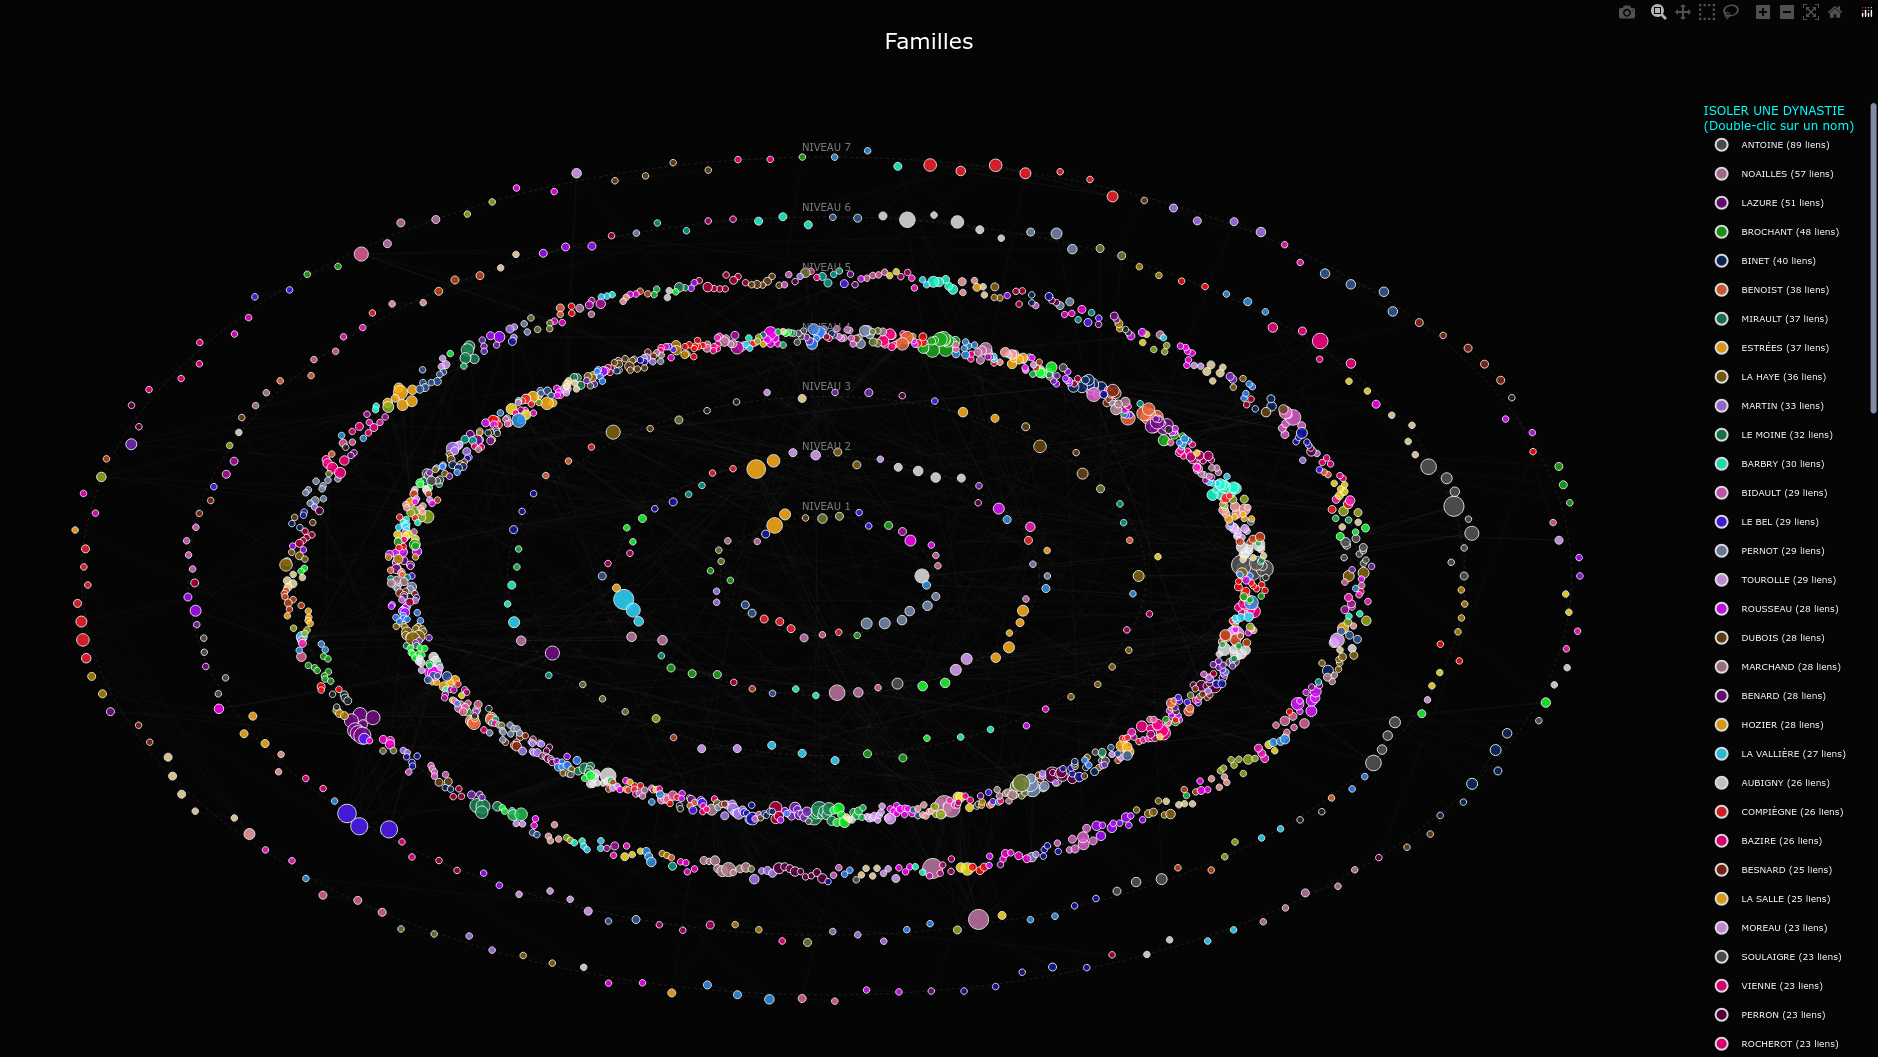 Familles
NIVEAU 7
NIVEAU 6
NIVEAU 5
NIVEAU 4
NIVEAU 3
NIVEAU 2
NIVEAU 1
ISOLER UNE DYNASTIE
(Double-clic sur un nom)
ANTOINE (89 liens)
NOAILLES (57 liens)
LAZURE (51 liens)
BROCHANT (48 liens)
BINET (40 liens)
BENOIST (38 liens)
MIRAULT (37 liens)
ESTRÉES (37 liens)
LA HAYE (36 liens)
MARTIN (33 liens)
LE MOINE (32 liens)
BARBRY (30 liens)
BIDAULT (29 liens)
LE BEL (29 liens)
PERNOT (29 liens)
TOUROLLE (29 liens)
ROUSSEAU (28 liens)
DUBOIS (28 liens)
MARCHAND (28 liens)
BENARD (28 liens)
HOZIER (28 liens)
LA VALLIÈRE (27 liens)
AUBIGNY (26 liens)
COMPIÈGNE (26 liens)
BAZIRE (26 liens)
BESNARD (25 liens)
LA SALLE (25 liens)
MOREAU (23 liens)
SOULAIGRE (23 liens)
VIENNE (23 liens)
PERRON (23 liens)
ROCHEROT (23 liens)